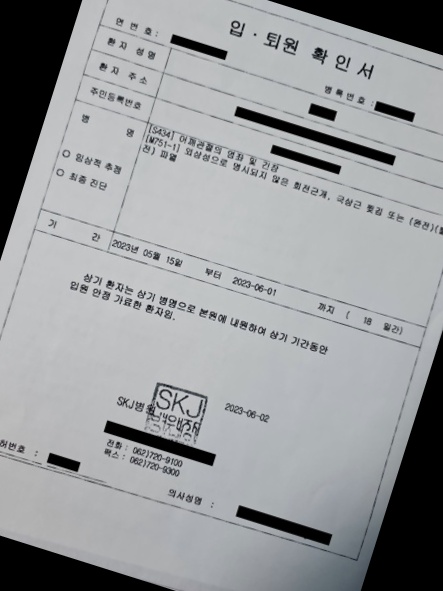 입 · 퇴원 확인서
연 번 호 :
병록번호 :
환 자 성 명
환 자 주 소
주민등록번호
병 명
[S434] 어깨관절의 염좌 및 긴장
[M751-1] 외상성으로 명시되지 않은 회전근개, 극상근 찢김 또는 (완전)(불
전) 파열
○ 임상적 추정
○ 최종 진단
기 간
2023년 05월 15일 부터 2023-06-01 까지 ( 18 일간)
상기 환자는 상기 병명으로 본원에 내원하여 상기 기간동안
입원 안정 가료한 환자임.
SKJ병원 2023-06-02
SKJ
전화 : 062)720-9100
팩스 : 062)720-9300
허번호 :
의사성명 :